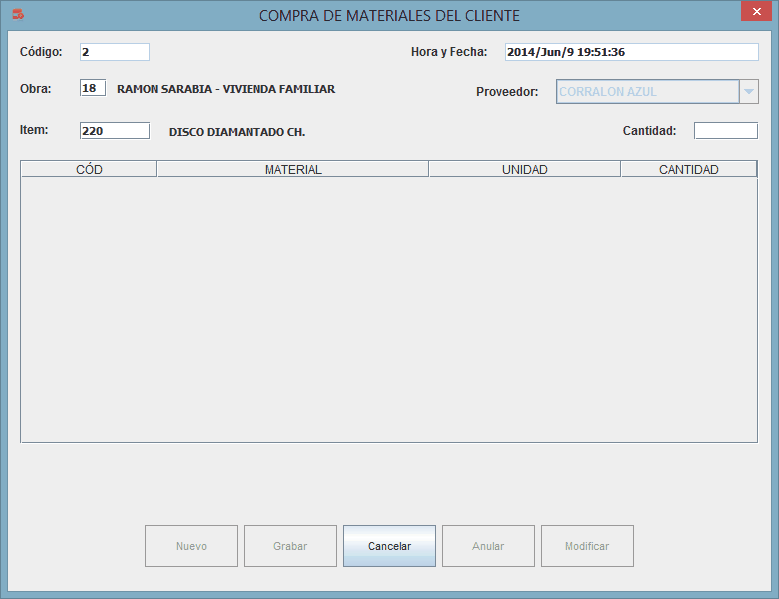 COMPRA DE MATERIALES DEL CLIENTE
Código: 2 Hora y Fecha: 2014/Jun/9 19:51:36
Obra: 18 RAMON SARABIA - VIVIENDA FAMILIAR Proveedor: CORRALON AZUL
Item: 220 DISCO DIAMANTADO CH. Cantidad:
CÓD MATERIAL UNIDAD CANTIDAD
Nuevo Grabar Cancelar Anular Modificar